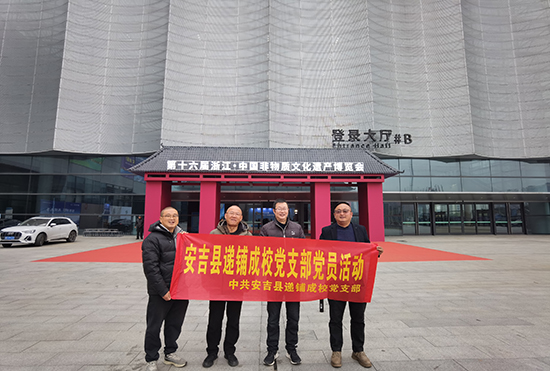 登录大厅 #B
Entrance Hall
第十六届浙江·中国非物质文化遗产博览会
安吉县递铺成校党支部党员活动
中共安吉县递铺成校党支部